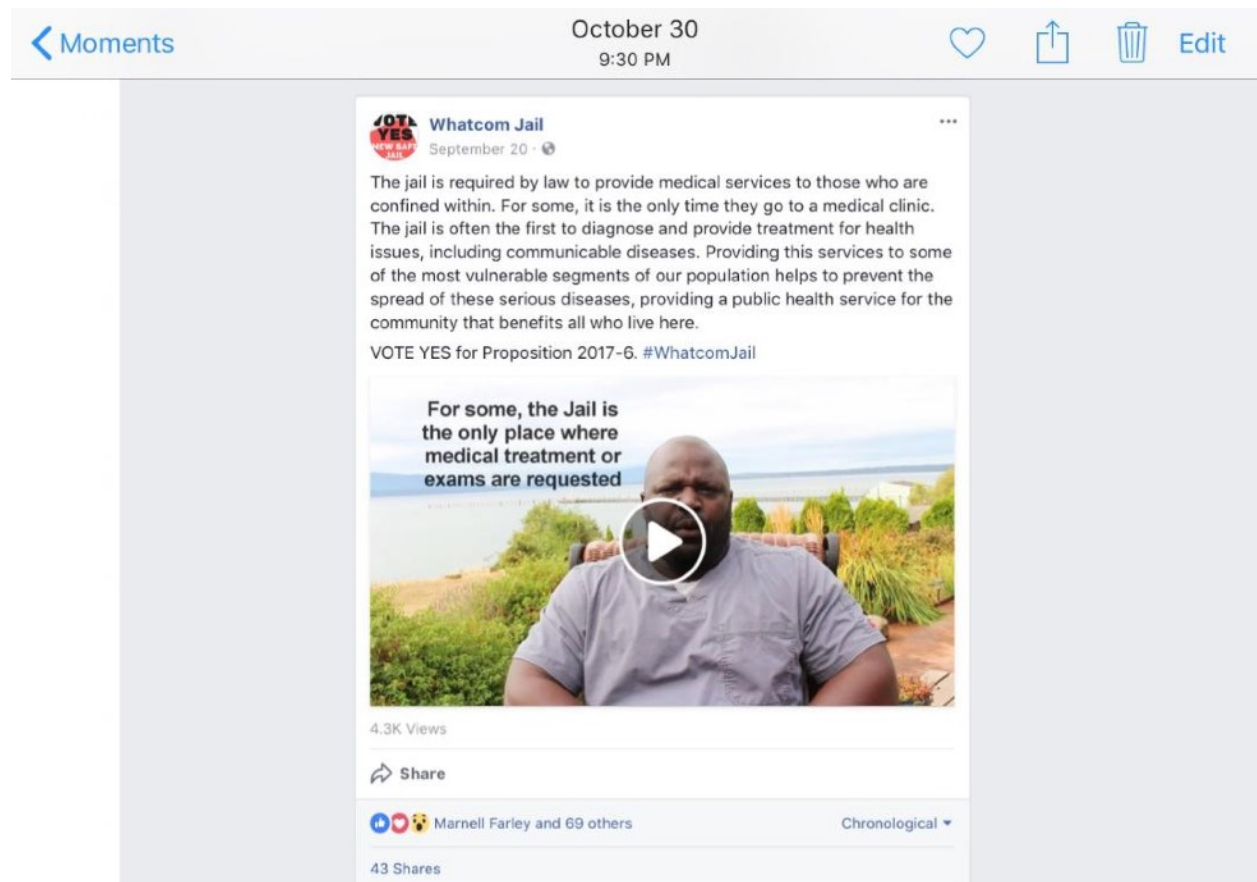 Moments
October 30
9:30 PM
Edit
VOTE
YES
NEW SAFE
JAIL
Whatcom Jail
September 20
The jail is required by law to provide medical services to those who are
confined within. For some, it is the only time they go to a medical clinic.
The jail is often the first to diagnose and provide treatment for health
issues, including communicable diseases. Providing this services to some
of the most vulnerable segments of our population helps to prevent the
spread of these serious diseases, providing a public health service for the
community that benefits all who live here.
VOTE YES for Proposition 2017-6. #WhatcomJail
For some, the Jail is
the only place where
medical treatment or
exams are requested
4.3K Views
Share
Marnell Farley and 69 others
Chronological
43 Shares